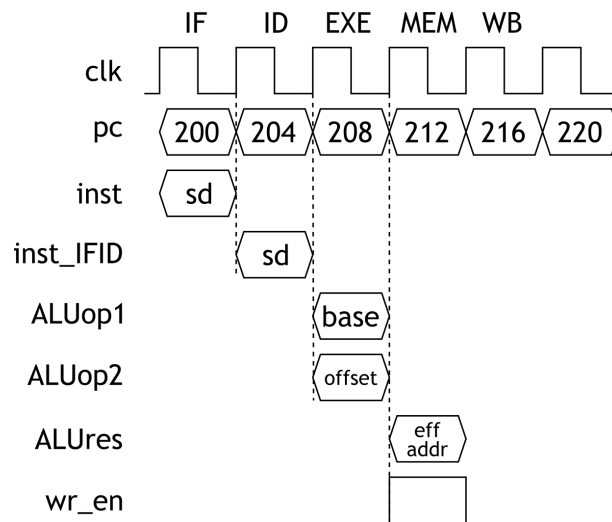 IF ID EXE MEM WB
clk
pc 200 204 208 212 216 220
inst sd
inst_IFID sd
ALUop1 base
ALUop2 offset
ALUres eff
addr
wr_en